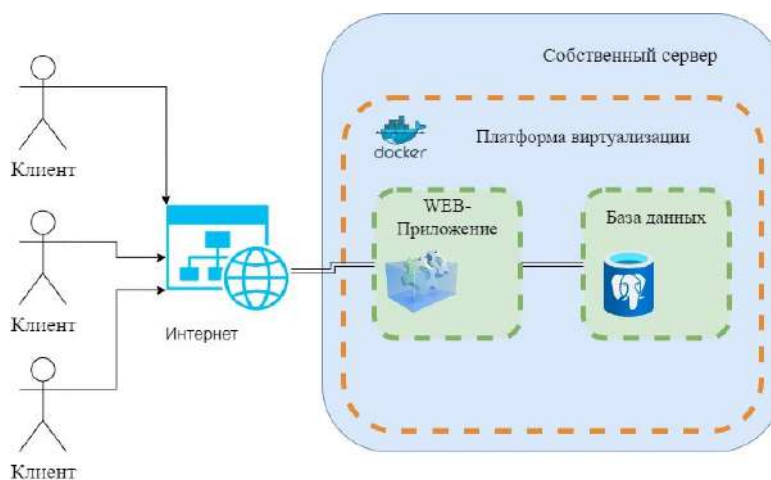 Собственный сервер
docker
Платформа виртуализации
Клиент
WEB-
Приложение
База данных
Клиент
Интернет
Клиент